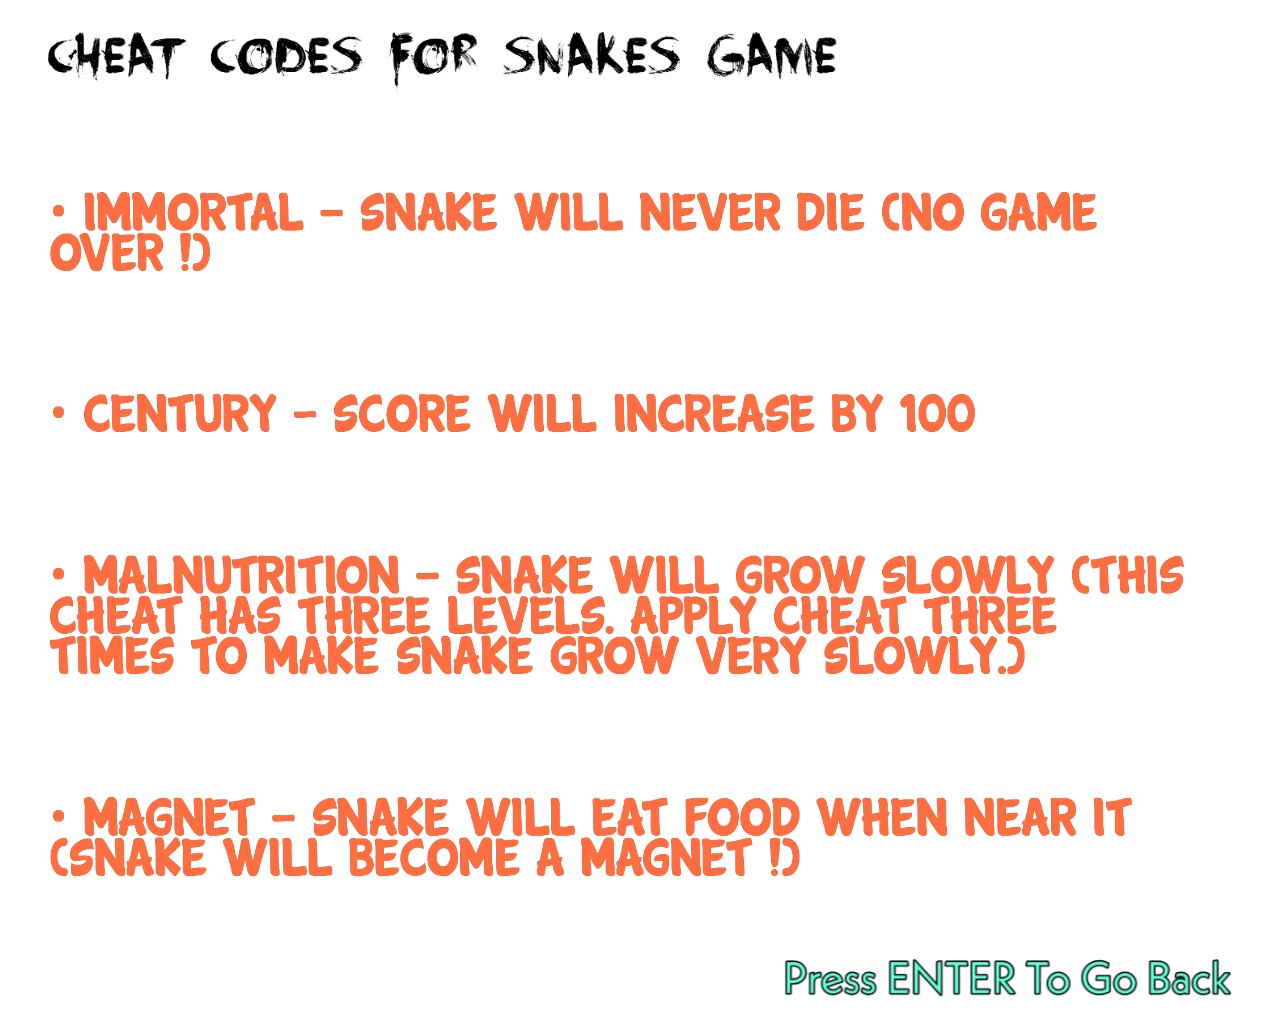 CHEAT CODES FOR SNAKES GAME
• IMMORTAL - SNAKE WILL NEVER DIE (NO GAME
OVER !)
• CENTURY - SCORE WILL INCREASE BY 100
• MALNUTRITION - SNAKE WILL GROW SLOWLY (THIS
CHEAT HAS THREE LEVELS. APPLY CHEAT THREE
TIMES TO MAKE SNAKE GROW VERY SLOWLY.)
• MAGNET - SNAKE WILL EAT FOOD WHEN NEAR IT
(SNAKE WILL BECOME A MAGNET !)
Press ENTER To Go Back